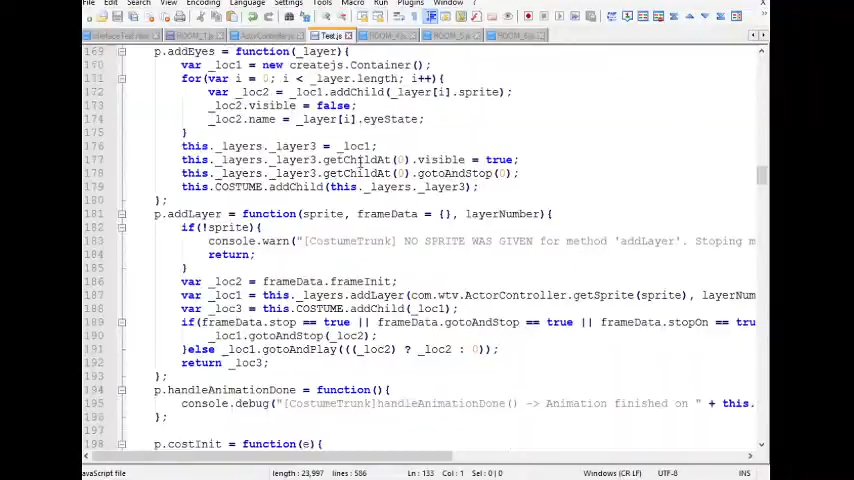 File Edit Search View Encoding Language Settings Tools Macro Run Plugins Window ?
ROOM_T.js ActorController.js Test.js ROOM_4.js ROOM_5.js
169 p.addEyes = function(_layer){
170 var _loc1 = new createjs.Container();
171 for(var i = 0; i < _layer.length; i++){
172 var _loc2 = _loc1.addChild(_layer[i].sprite);
173 _loc2.visible = false;
174 _loc2.name = _layer[i].eyeState;
175 }
176 this._layers._layer3 = _loc1;
177 this._layers._layer3.getChildAt(0).visible = true;
178 this._layers._layer3.getChildAt(0).gotoAndStop(0);
179 this.COSTUME.addChild(this._layers._layer3);
180 };
181 p.addLayer = function(sprite, frameData = {}, layerNumber){
182 if(!sprite){
183 console.warn("[CostumeTrunk] NO SPRITE WAS GIVEN for method 'addLayer'. Stoping m
184 return;
185 }
186 var _loc2 = frameData.frameInit;
187 var _loc1 = this._layers.addLayer(com.wtv.ActorController.getSprite(sprite), layerNum
188 var _loc3 = this.COSTUME.addChild(_loc1);
189 if(frameData.stop == true || frameData.gotoAndStop == true || frameData.stopOn == tru
190 _loc1.gotoAndStop(_loc2);
191 }else _loc1.gotoAndPlay(((_loc2) ? _loc2 : 0));
192 return _loc3;
193 };
194 p.handleAnimationDone = function(){
195 console.debug("[CostumeTrunk]handleAnimationDone() -> Animation finished on " + this.
196 };
197
198 p.costInit = function(e){
JavaScript file length : 23,997 lines : 586 Ln : 133 Col : 1 Sel : 0 | 0 Windows (CR LF) UTF-8 INS